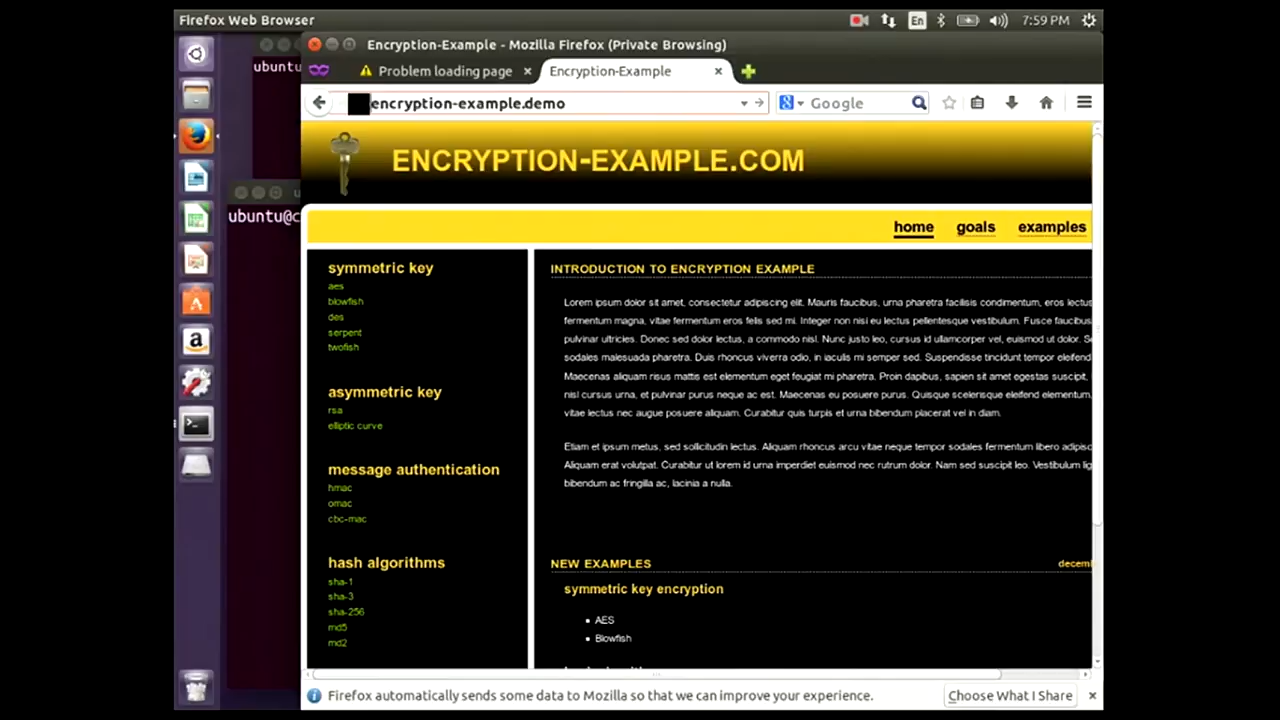 Firefox Web Browser
En
7:59 PM
Encryption-Example - Mozilla Firefox (Private Browsing)
ubuntu
Problem loading page
Encryption-Example
encryption-example.demo
Google
ENCRYPTION-EXAMPLE.COM
ubuntu@c
home goals examples
symmetric key
aes
blowfish
des
serpent
twofish
asymmetric key
rsa
elliptic curve
message authentication
hmac
omac
cbc-mac
hash algorithms
sha-1
sha-3
sha-256
md5
md2
INTRODUCTION TO ENCRYPTION EXAMPLE
Lorem ipsum dolor sit amet, consectetur adipiscing elit. Mauris faucibus, urna pharetra facilisis condimentum, eros lectus
fermentum magna, vitae fermentum eros felis sed mi. Integer non nisi eu lectus pellentesque vestibulum. Fusce faucibus
pulvinar ultricies. Donec sed dolor lectus, a commodo nisl. Nunc justo leo, cursus id ullamcorper vel, euismod ut dolor. S
sodales malesuada pharetra. Duis rhoncus viverra odio, in iaculis mi semper sed. Suspendisse tincidunt tempor eleifend
Maecenas aliquam risus mattis est elementum eget feugiat mi pharetra. Proin dapibus, sapien sit amet egestas suscipit,
nisl cursus urna, et pulvinar purus neque ac est. Maecenas eu posuere purus. Quisque scelerisque eleifend elementum,
vitae lectus nec augue posuere aliquam. Curabitur quis turpis et urna bibendum placerat vel in diam.
Etiam et ipsum metus, sed sollicitudin lectus. Aliquam rhoncus arcu vitae neque tempor sodales fermentum libero adipisc
Aliquam erat volutpat. Curabitur ut lorem id urna imperdiet euismod nec rutrum dolor. Nam sed suscipit leo. Vestibulum lig
bibendum ac fringilla ac, lacinia a nulla.
NEW EXAMPLES
decem
symmetric key encryption
AES
Blowfish
Firefox automatically sends some data to Mozilla so that we can improve your experience.
Choose What I Share